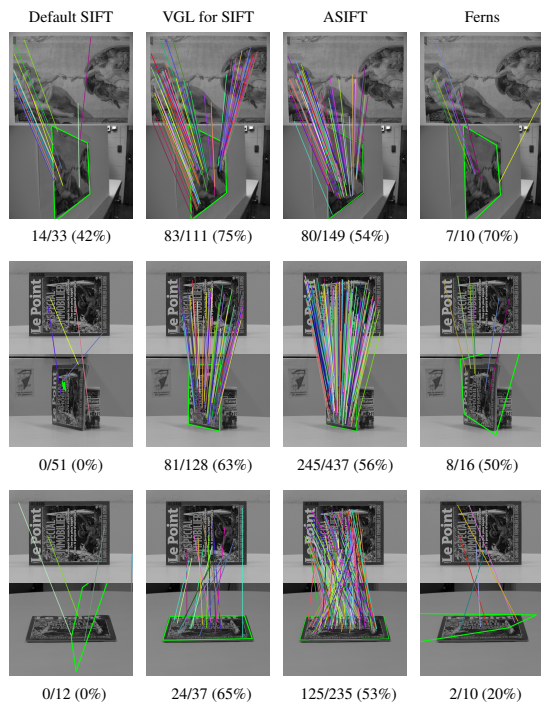 Default SIFT VGL for SIFT ASIFT Ferns
14/33 (42%) 83/111 (75%) 80/149 (54%) 7/10 (70%)
Le Point Le Point Le Point Le Point
0/51 (0%) 81/128 (63%) 245/437 (56%) 8/16 (50%)
Le Point Le Point Le Point Le Point
0/12 (0%) 24/37 (65%) 125/235 (53%) 2/10 (20%)